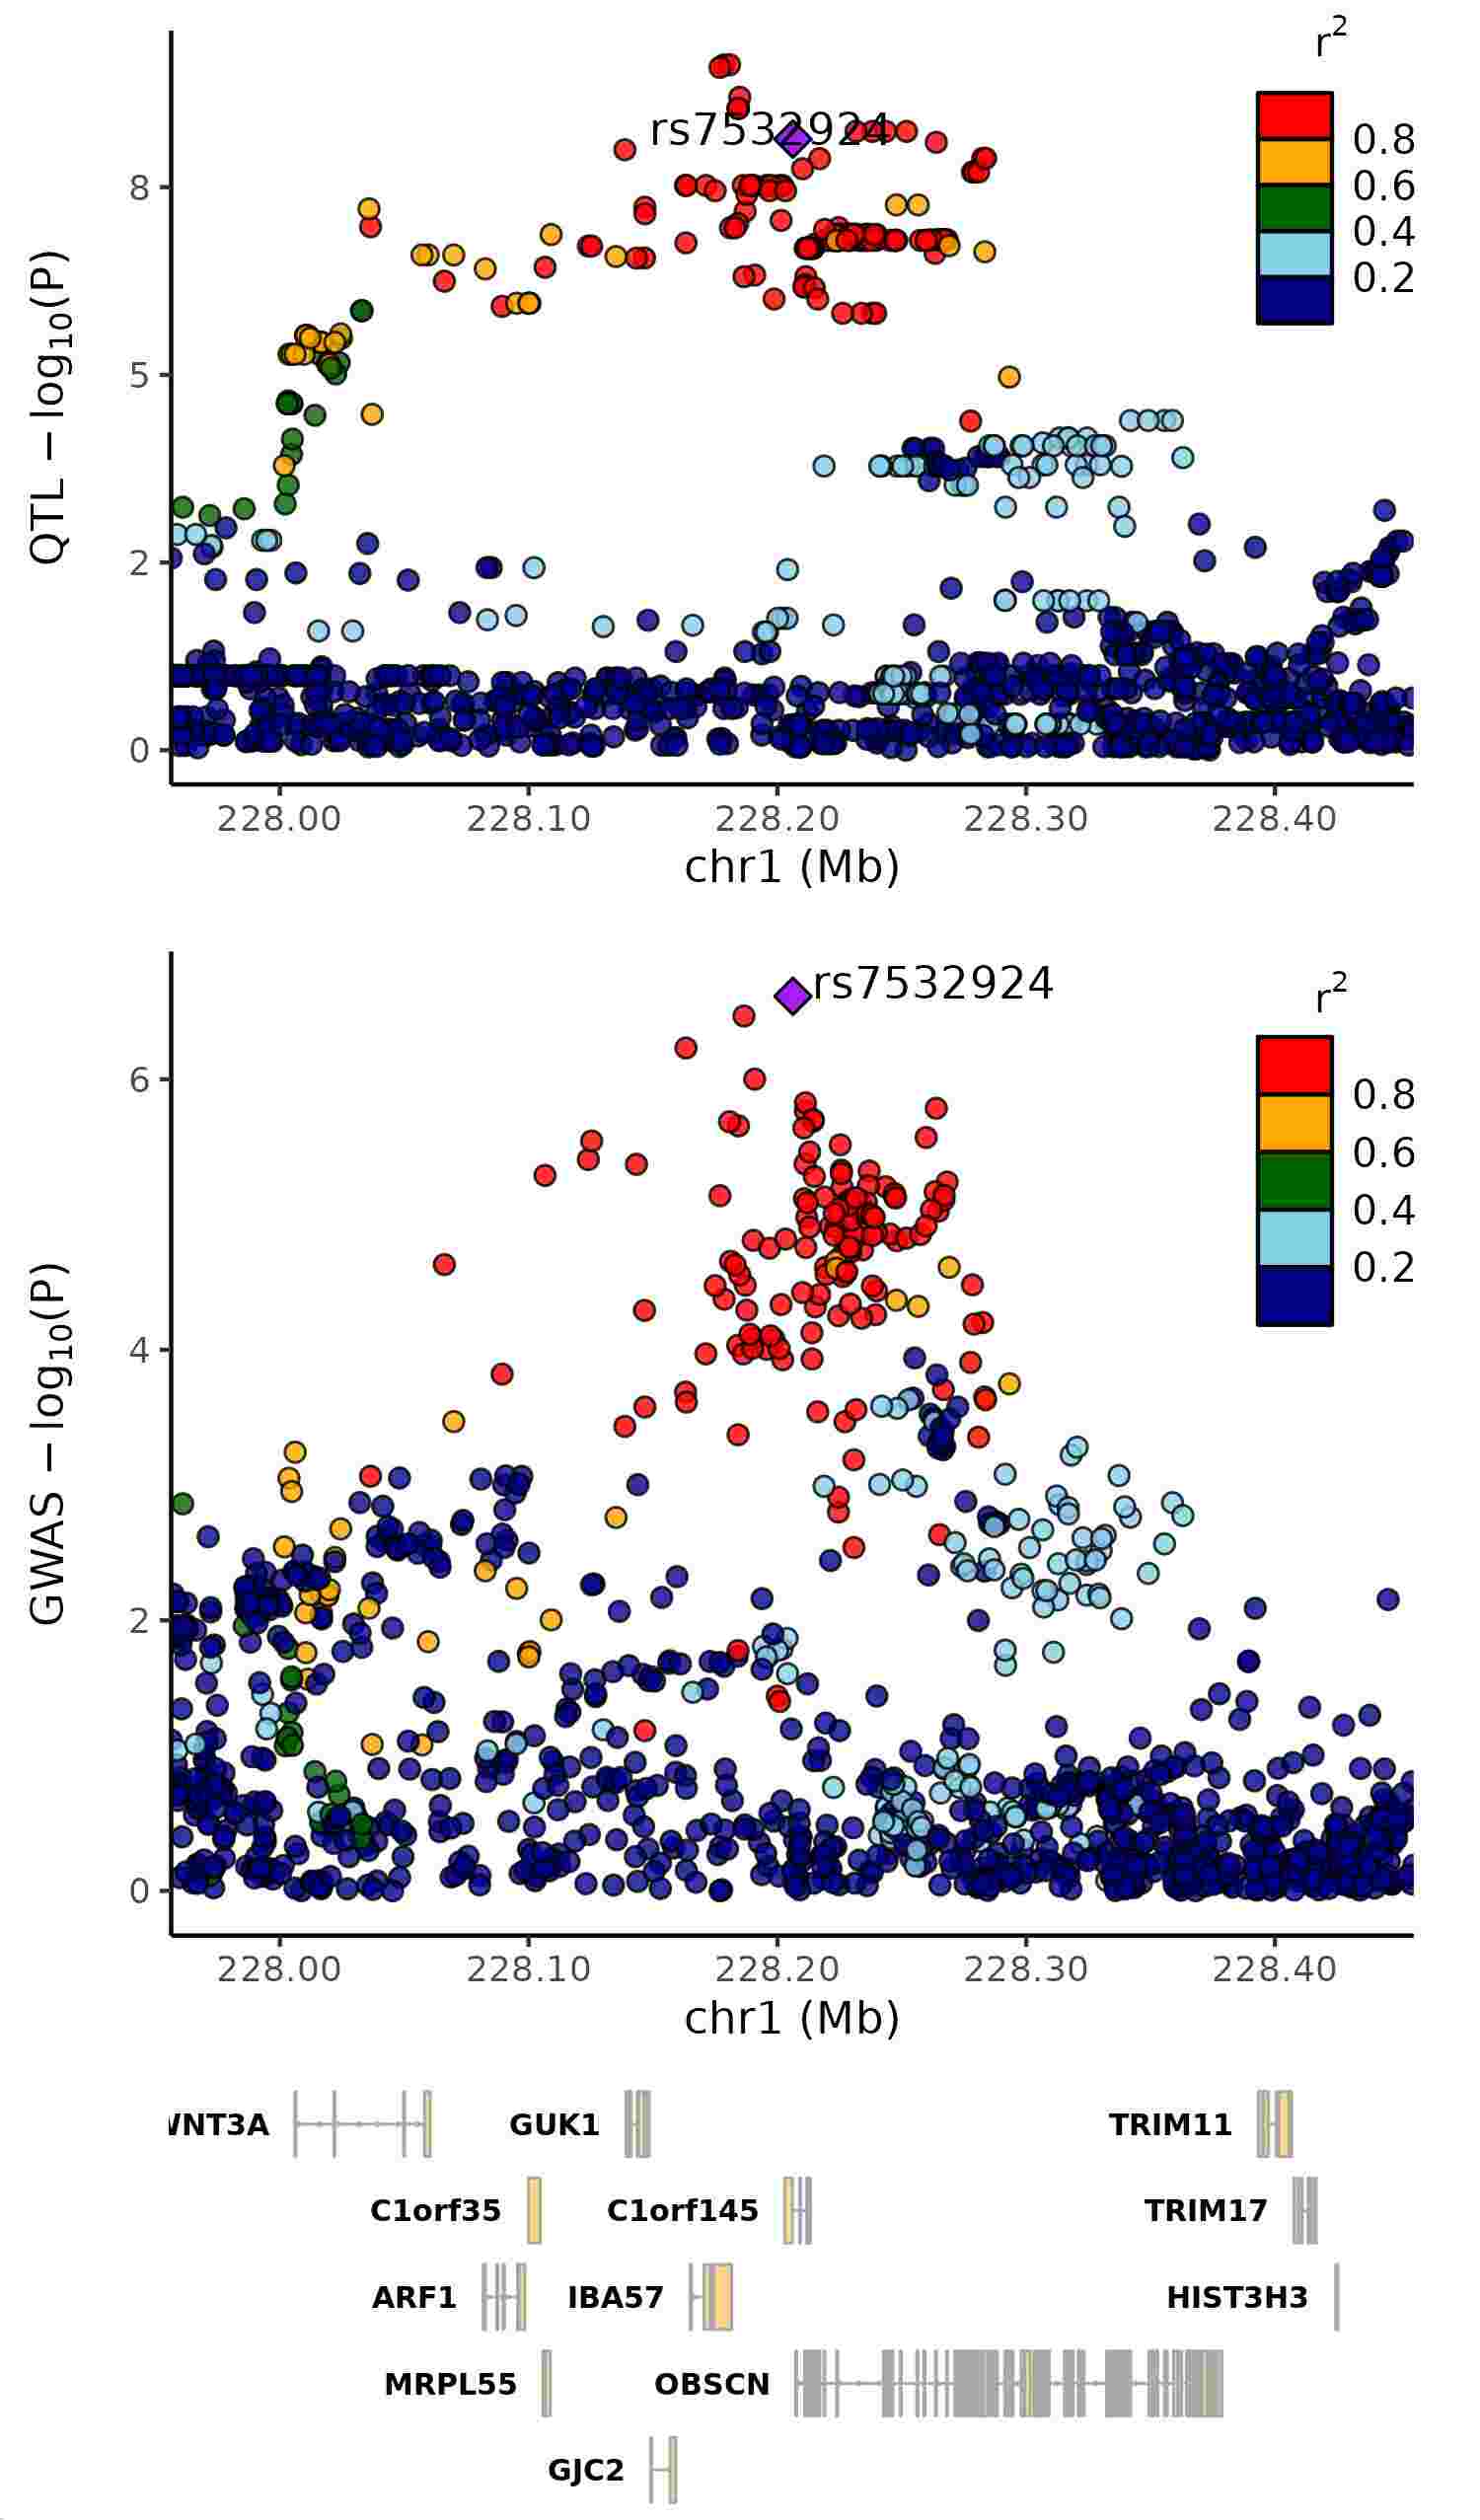 r2
0.8
0.6
0.4
0.2
rs7532924
QTL − log10(P)
8
5
2
0
228.00 228.10 228.20 228.30 228.40
chr1 (Mb)
rs7532924
r2
0.8
0.6
0.4
0.2
GWAS − log10(P)
6
4
2
0
228.00 228.10 228.20 228.30 228.40
chr1 (Mb)
WNT3A GUK1 TRIM11
C1orf35 C1orf145 TRIM17
ARF1 IBA57 HIST3H3
MRPL55 OBSCN
GJC2